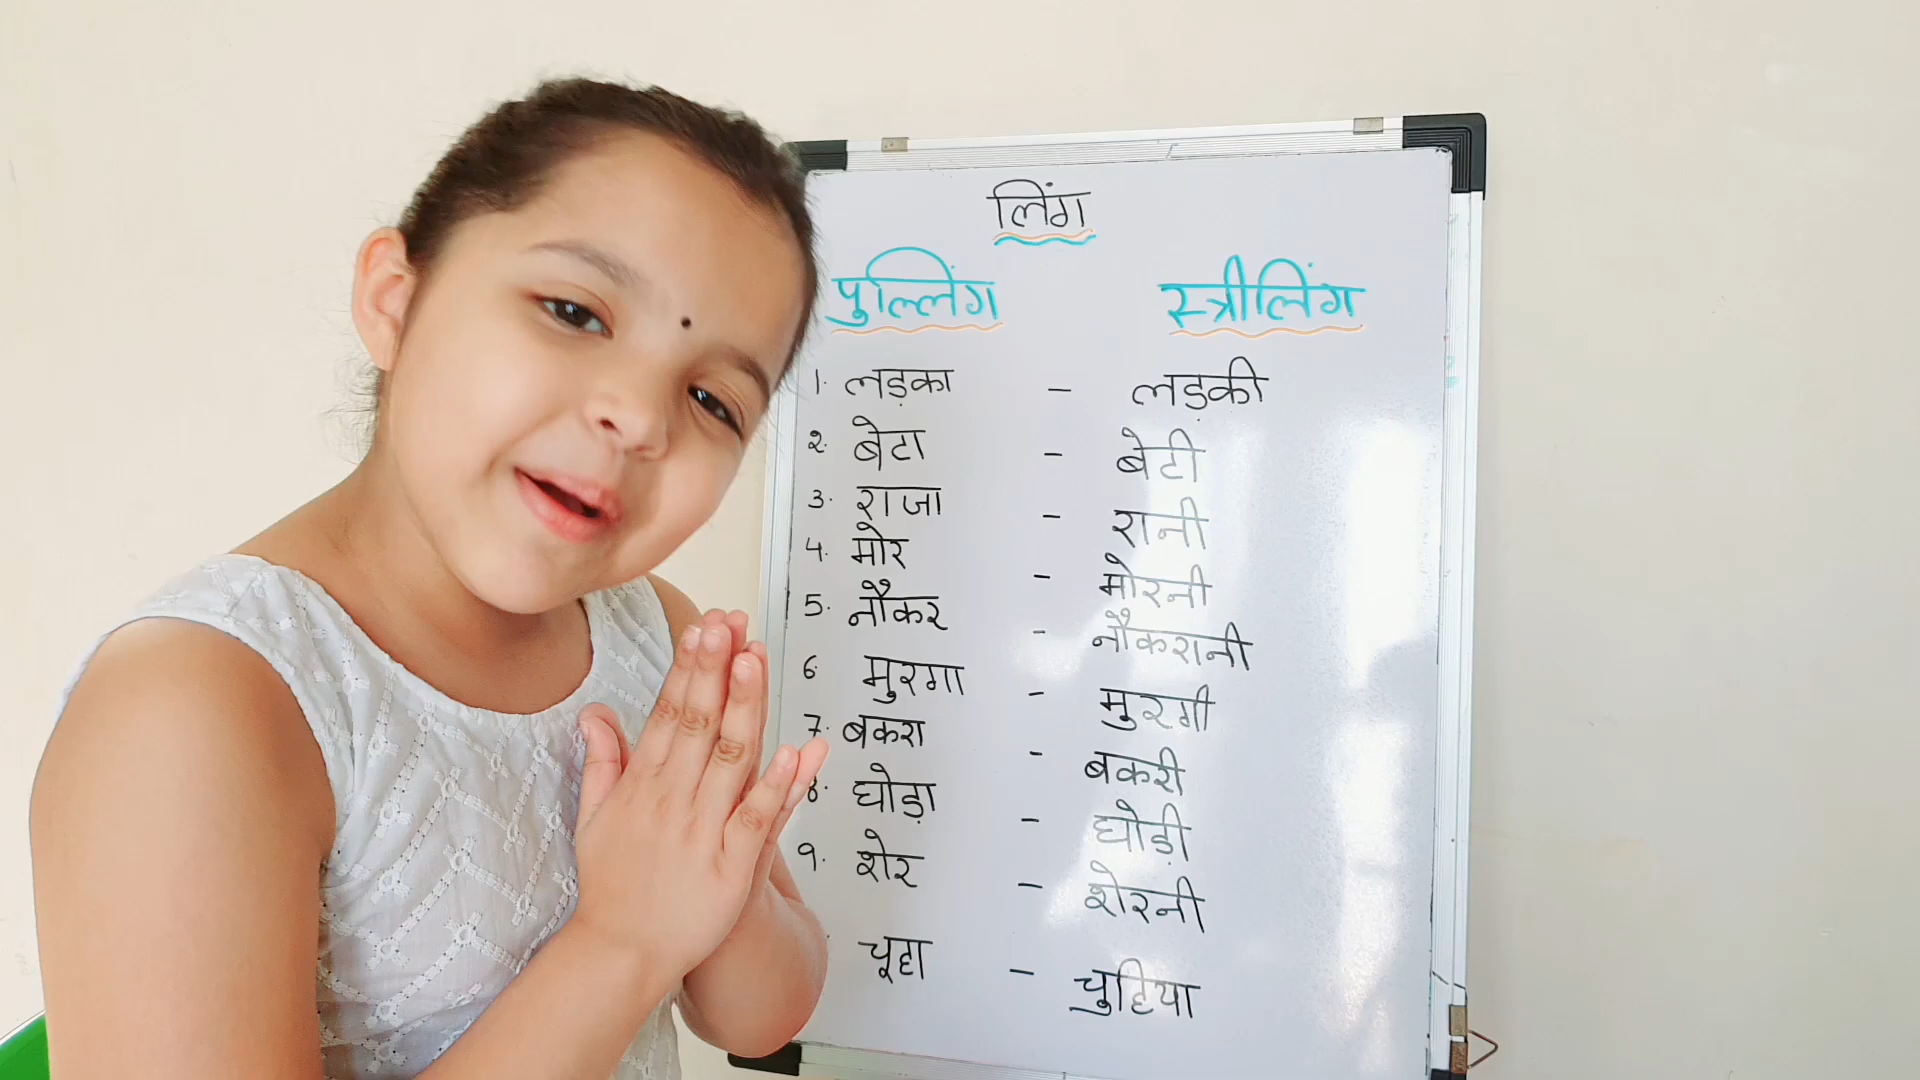 लिंग
पुल्लिंग स्त्रीलिंग
1. लड़का - लड़की
2. बेटा - बेटी
3. राजा - रानी
4. मोर - मोरनी
5. नौकर - नौकरानी
6. मुरगा - मुरगी
7. बकरा - बकरी
8. घोड़ा - घोड़ी
9. शेर - शेरनी
चूहा - चुहिया